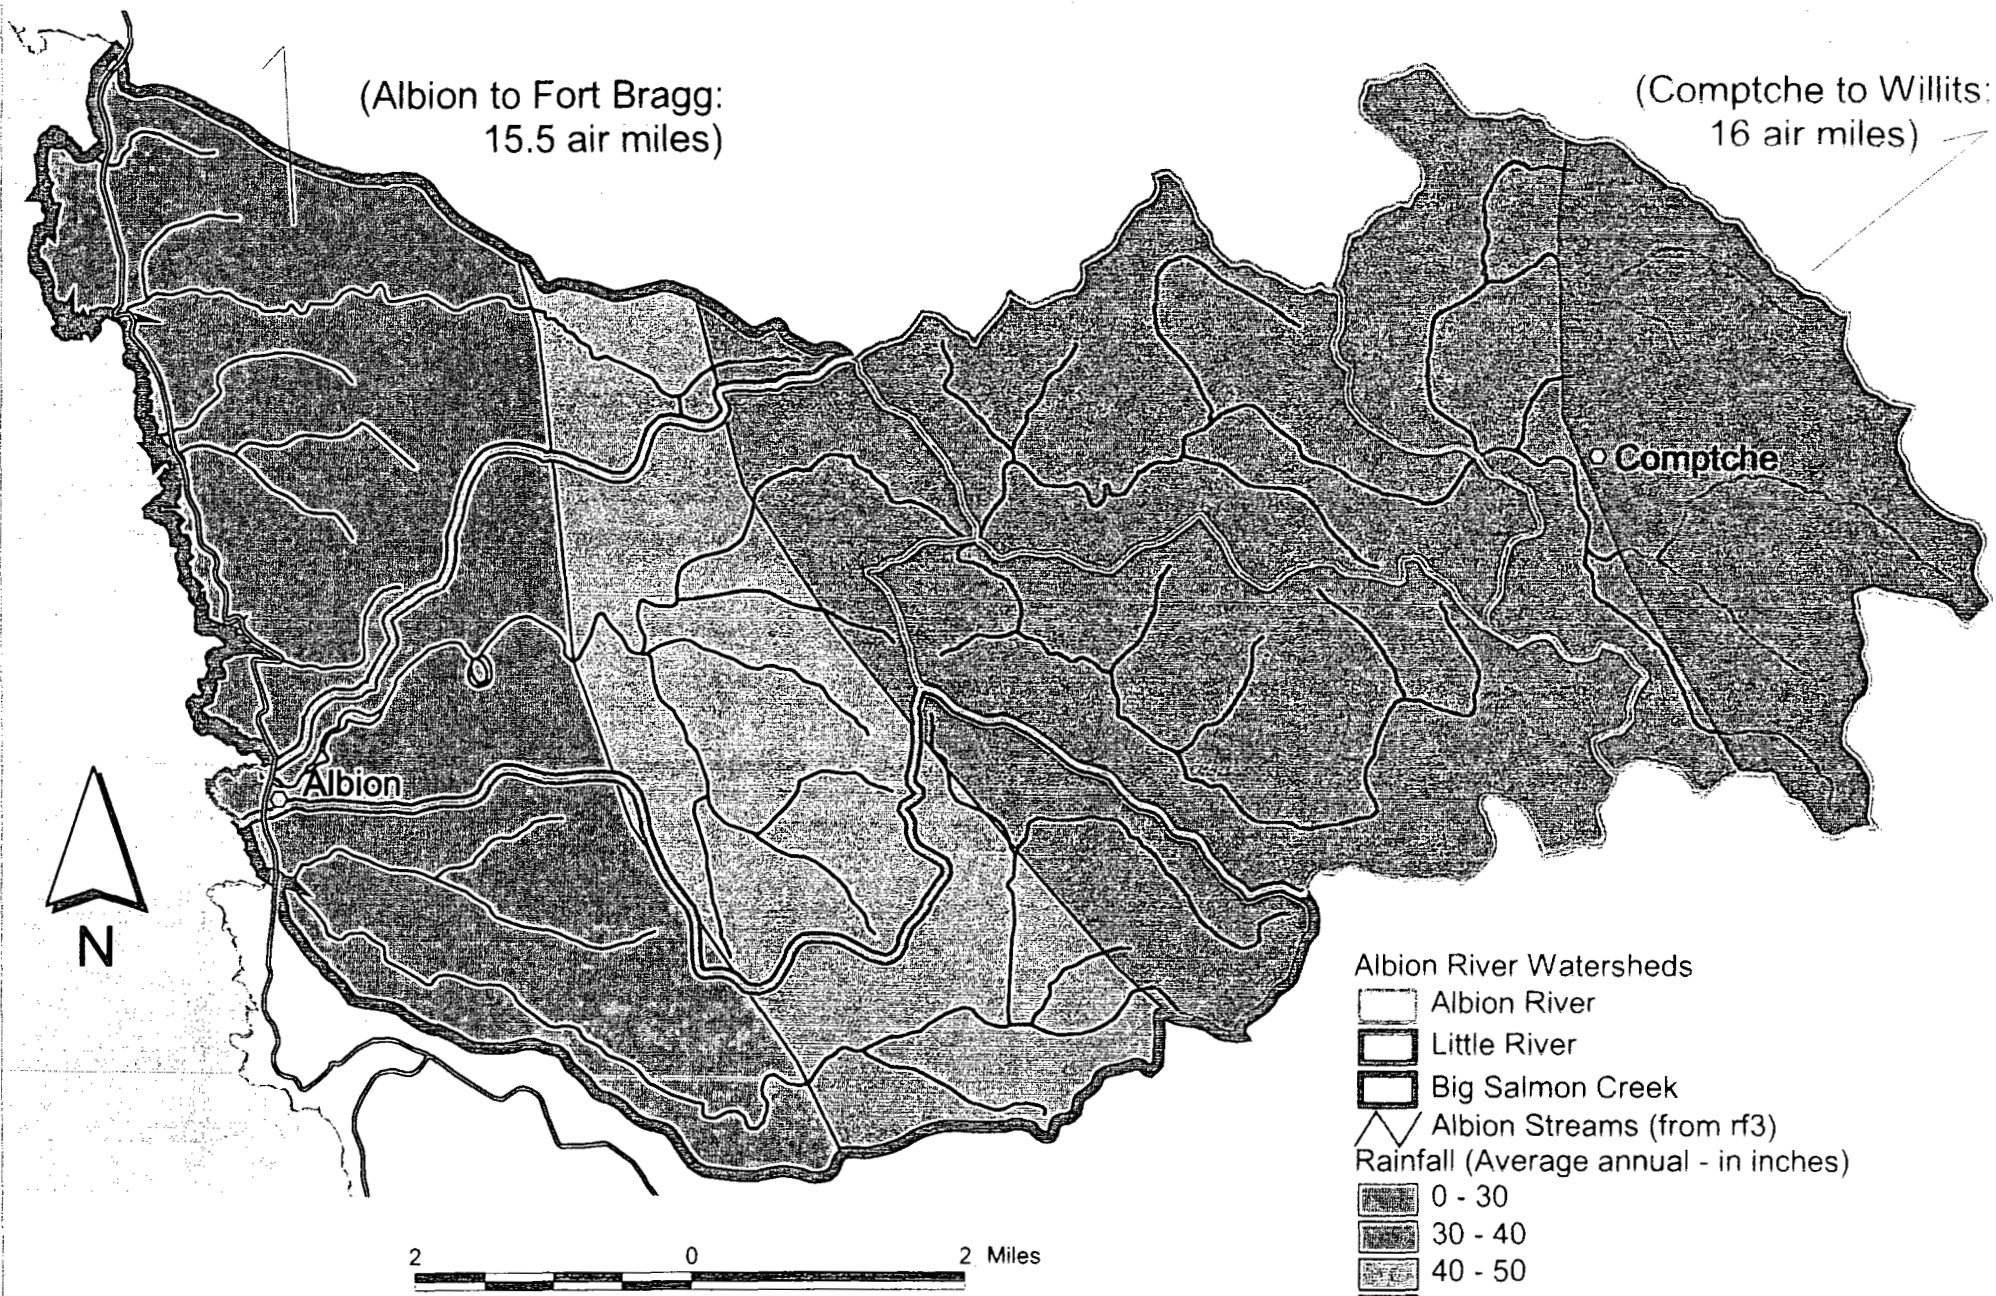 (Albion to Fort Bragg:
15.5 air miles)
(Comptche to Willits:
16 air miles)
Comptche
Albion
N
Albion River Watersheds
Albion River
Little River
Big Salmon Creek
Albion Streams (from rf3)
Rainfall (Average annual - in inches)
0 - 30
30 - 40
40 - 50
2 0 2 Miles